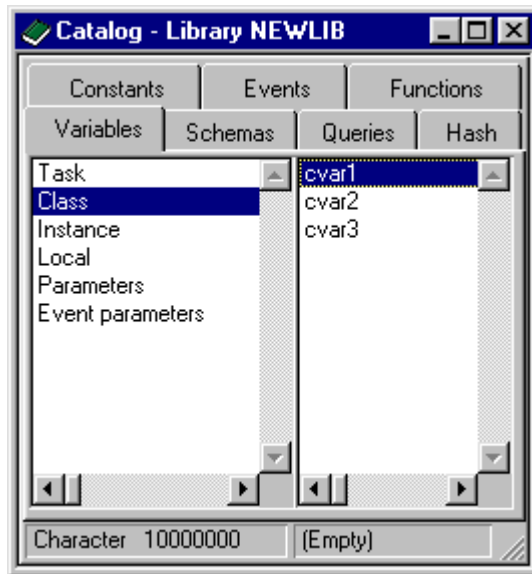 Catalog - Library NEWLIB
Constants Events Functions
Variables Schemas Queries Hash
Task
Class
Instance
Local
Parameters
Event parameters
cvar1
cvar2
cvar3
Character 10000000 (Empty)